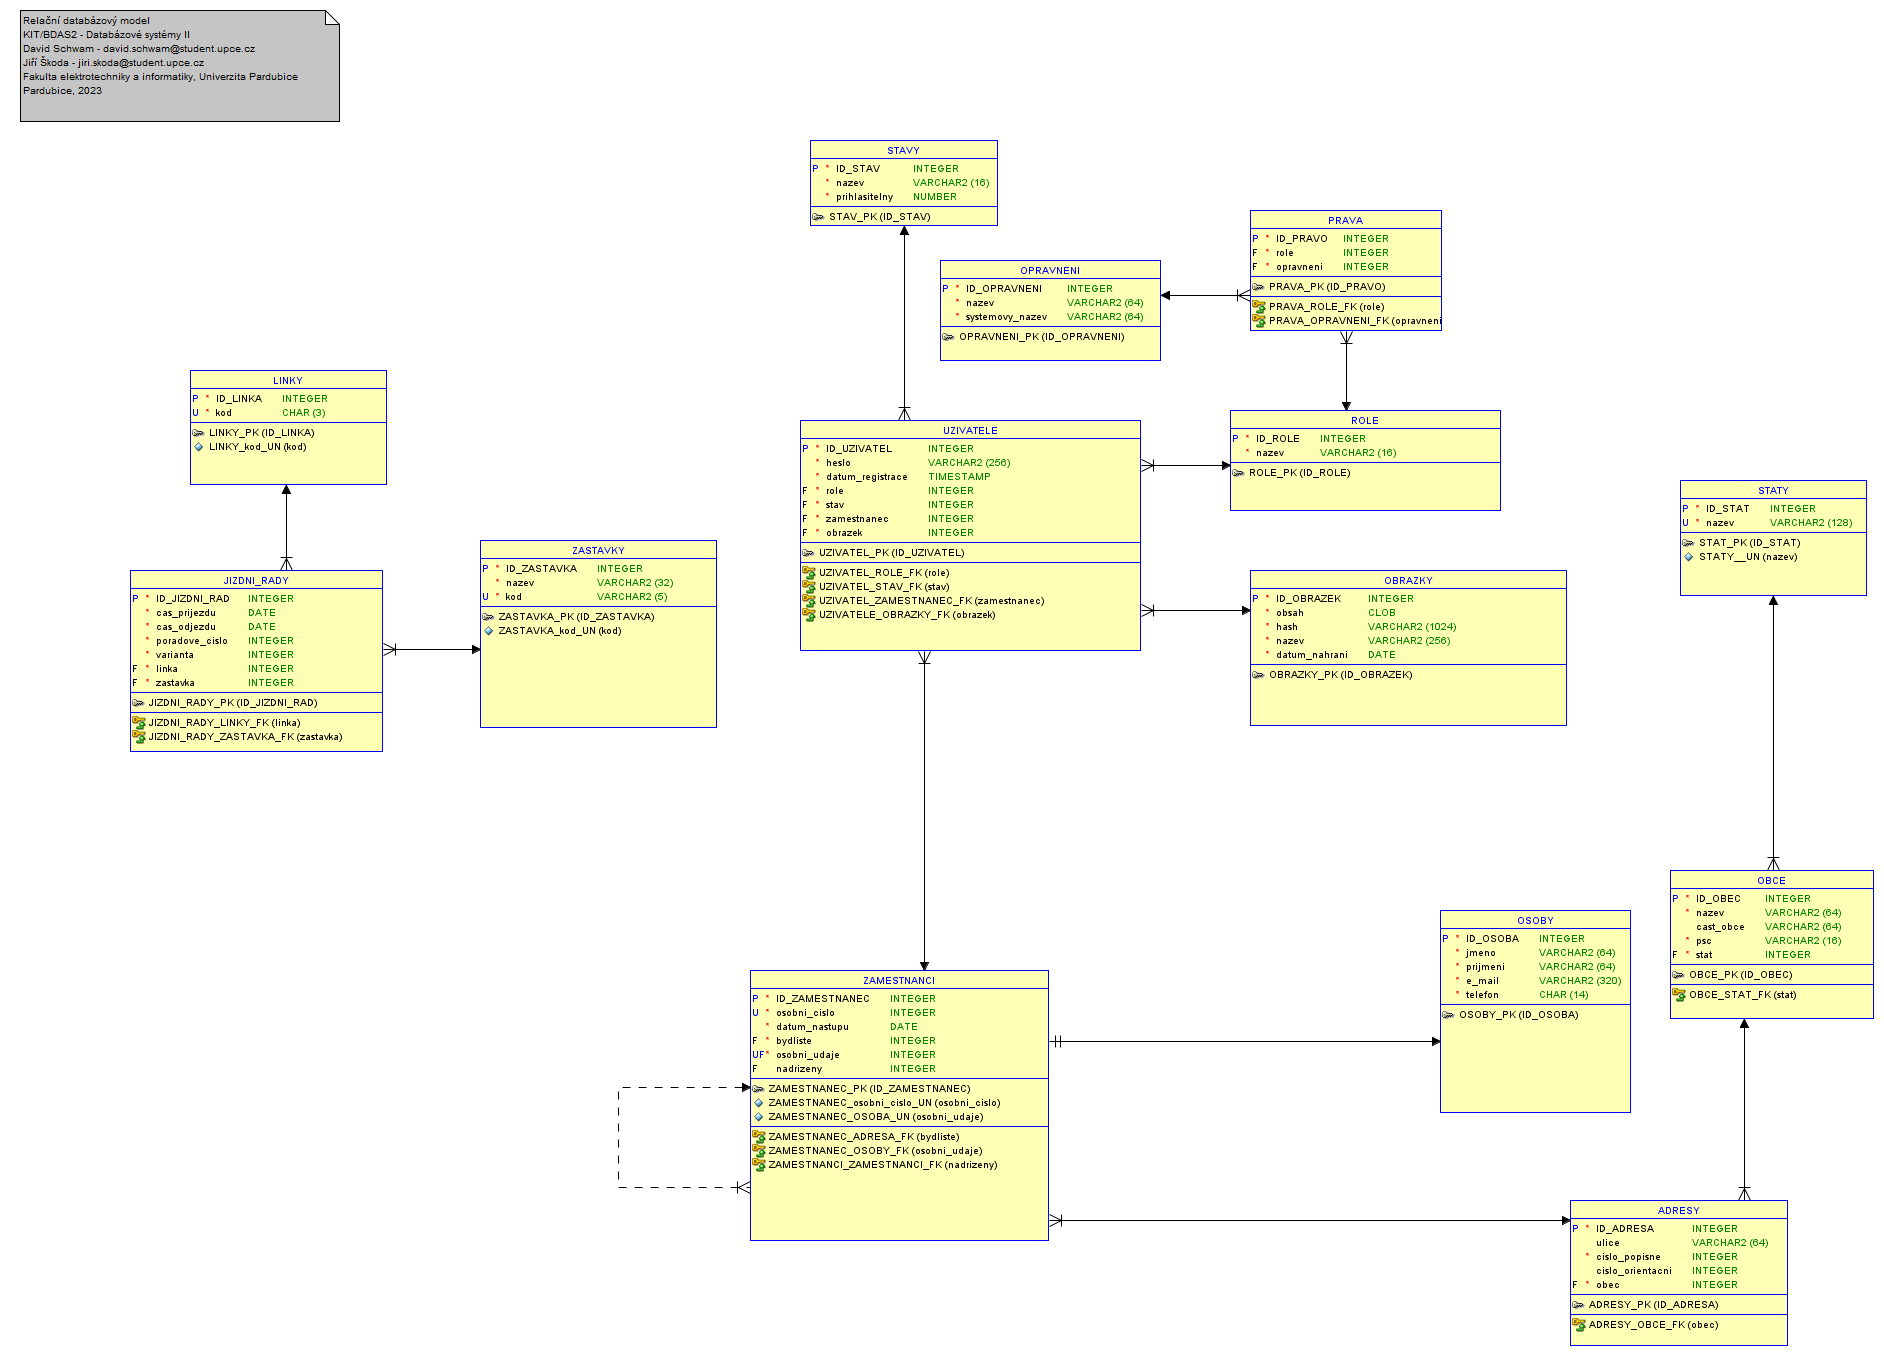 Relační databázový model
KIT/BDAS2 - Databázové systémy II
David Schwam - david.schwam@student.upce.cz
Jiří Škoda - jiri.skoda@student.upce.cz
Fakulta elektrotechniky a informatiky, Univerzita Pardubice
Pardubice, 2023
STAVY
P * ID_STAV INTEGER
* nazev VARCHAR2 (16)
* prihlasitelny NUMBER
STAV_PK (ID_STAV)
PRAVA
P * ID_PRAVO INTEGER
F * role INTEGER
F * opravneni INTEGER
PRAVA_PK (ID_PRAVO)
PRAVA_ROLE_FK (role)
PRAVA_OPRAVNENI_FK (opravneni
OPRAVNENI
P * ID_OPRAVNENI INTEGER
* nazev VARCHAR2 (64)
* systemovy_nazev VARCHAR2 (64)
OPRAVNENI_PK (ID_OPRAVNENI)
LINKY
P * ID_LINKA INTEGER
U * kod CHAR (3)
LINKY_PK (ID_LINKA)
LINKY_kod_UN (kod)
UZIVATELE
P * ID_UZIVATEL INTEGER
* heslo VARCHAR2 (256)
* datum_registrace TIMESTAMP
F * role INTEGER
F * stav INTEGER
F * zamestnanec INTEGER
F * obrazek INTEGER
UZIVATEL_PK (ID_UZIVATEL)
UZIVATEL_ROLE_FK (role)
UZIVATEL_STAV_FK (stav)
UZIVATEL_ZAMESTNANEC_FK (zamestnanec)
UZIVATELE_OBRAZKY_FK (obrazek)
ROLE
P * ID_ROLE INTEGER
* nazev VARCHAR2 (16)
ROLE_PK (ID_ROLE)
STATY
P * ID_STAT INTEGER
U * nazev VARCHAR2 (128)
STAT_PK (ID_STAT)
STATY__UN (nazev)
JIZDNI_RADY
P * ID_JIZDNI_RAD INTEGER
* cas_prijezdu DATE
* cas_odjezdu DATE
* poradove_cislo INTEGER
* varianta INTEGER
F * linka INTEGER
F * zastavka INTEGER
JIZDNI_RADY_PK (ID_JIZDNI_RAD)
JIZDNI_RADY_LINKY_FK (linka)
JIZDNI_RADY_ZASTAVKA_FK (zastavka)
ZASTAVKY
P * ID_ZASTAVKA INTEGER
* nazev VARCHAR2 (32)
U * kod VARCHAR2 (5)
ZASTAVKA_PK (ID_ZASTAVKA)
ZASTAVKA_kod_UN (kod)
OBRAZKY
P * ID_OBRAZEK INTEGER
* obsah CLOB
* hash VARCHAR2 (1024)
* nazev VARCHAR2 (256)
* datum_nahrani DATE
OBRAZKY_PK (ID_OBRAZEK)
OBCE
P * ID_OBEC INTEGER
* nazev VARCHAR2 (64)
cast_obce VARCHAR2 (64)
* psc VARCHAR2 (16)
F * stat INTEGER
OBCE_PK (ID_OBEC)
OBCE_STAT_FK (stat)
OSOBY
P * ID_OSOBA INTEGER
* jmeno VARCHAR2 (64)
* prijmeni VARCHAR2 (64)
* e_mail VARCHAR2 (320)
* telefon CHAR (14)
OSOBY_PK (ID_OSOBA)
ZAMESTNANCI
P * ID_ZAMESTNANEC INTEGER
U * osobni_cislo INTEGER
* datum_nastupu DATE
F * bydliste INTEGER
UF* osobni_udaje INTEGER
F nadrizeny INTEGER
ZAMESTNANEC_PK (ID_ZAMESTNANEC)
ZAMESTNANEC_osobni_cislo_UN (osobni_cislo)
ZAMESTNANEC_OSOBA_UN (osobni_udaje)
ZAMESTNANEC_ADRESA_FK (bydliste)
ZAMESTNANEC_OSOBY_FK (osobni_udaje)
ZAMESTNANCI_ZAMESTNANCI_FK (nadrizeny)
ADRESY
P * ID_ADRESA INTEGER
ulice VARCHAR2 (64)
* cislo_popisne INTEGER
cislo_orientacni INTEGER
F * obec INTEGER
ADRESY_PK (ID_ADRESA)
ADRESY_OBCE_FK (obec)